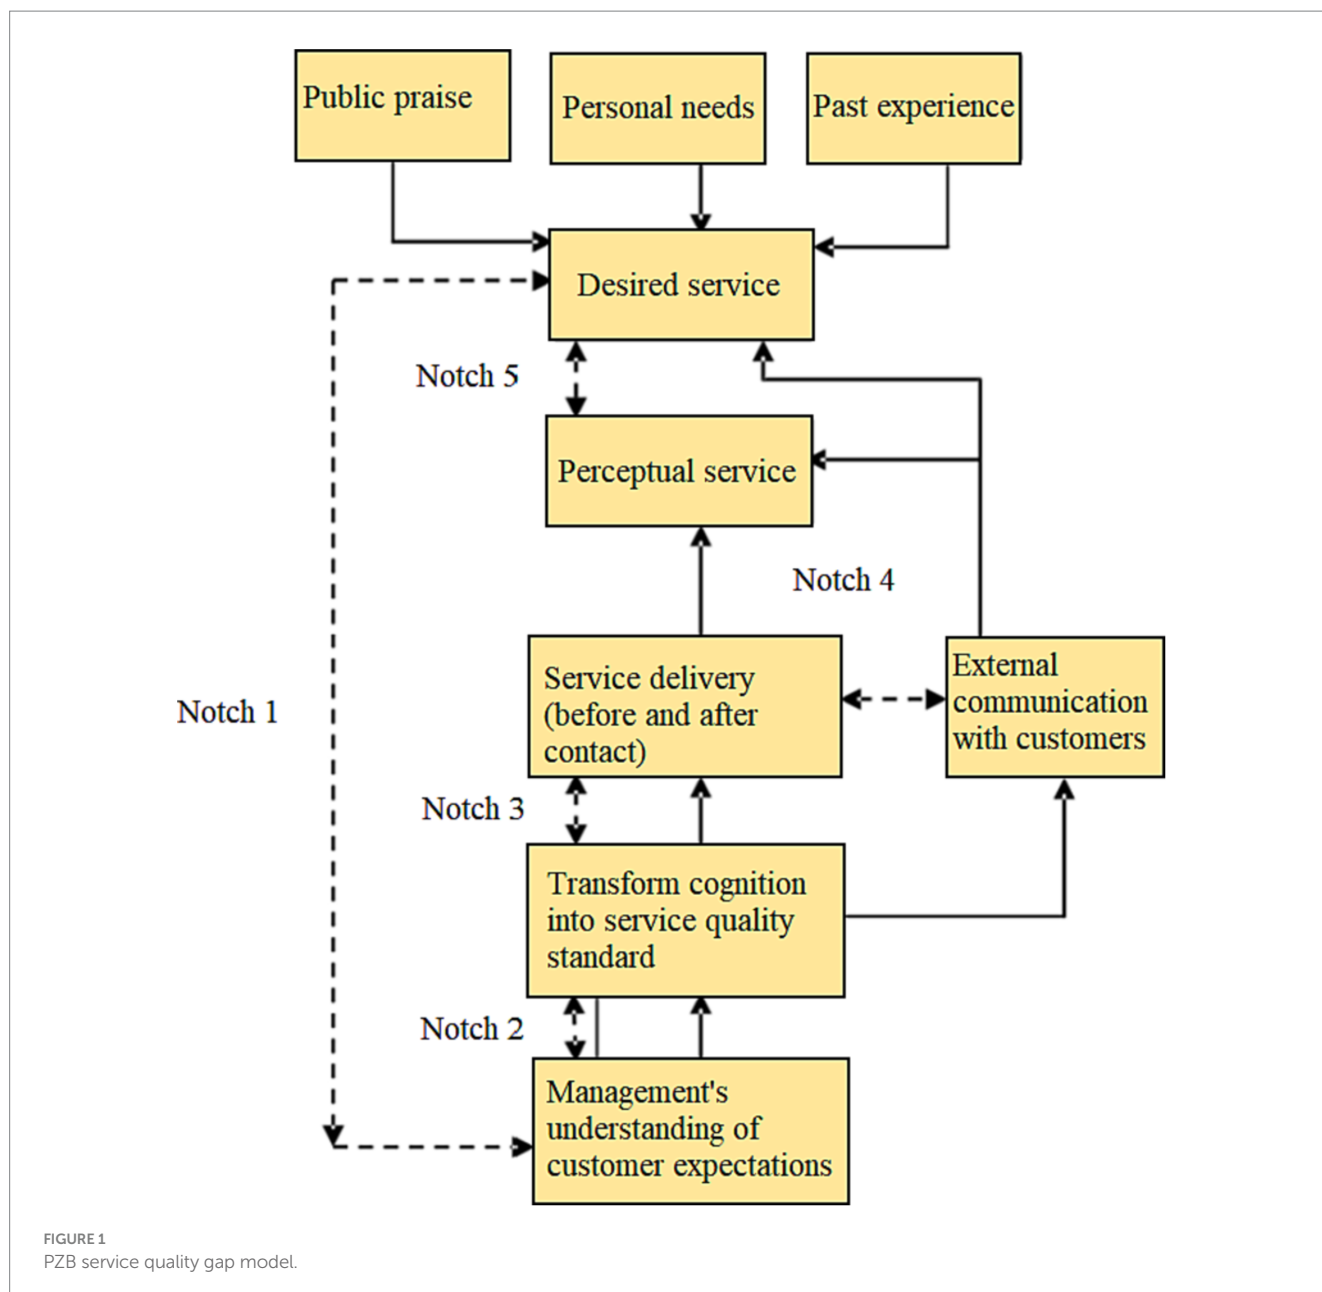 Public praise
Personal needs
Past experience
Desired service
Notch 5
Perceptual service
Notch 4
Service delivery
(before and after
contact)
External
communication
with customers
Notch 1
Notch 3
Transform cognition
into service quality
standard
Notch 2
Management's
understanding of
customer expectations
FIGURE 1
PZB service quality gap model.